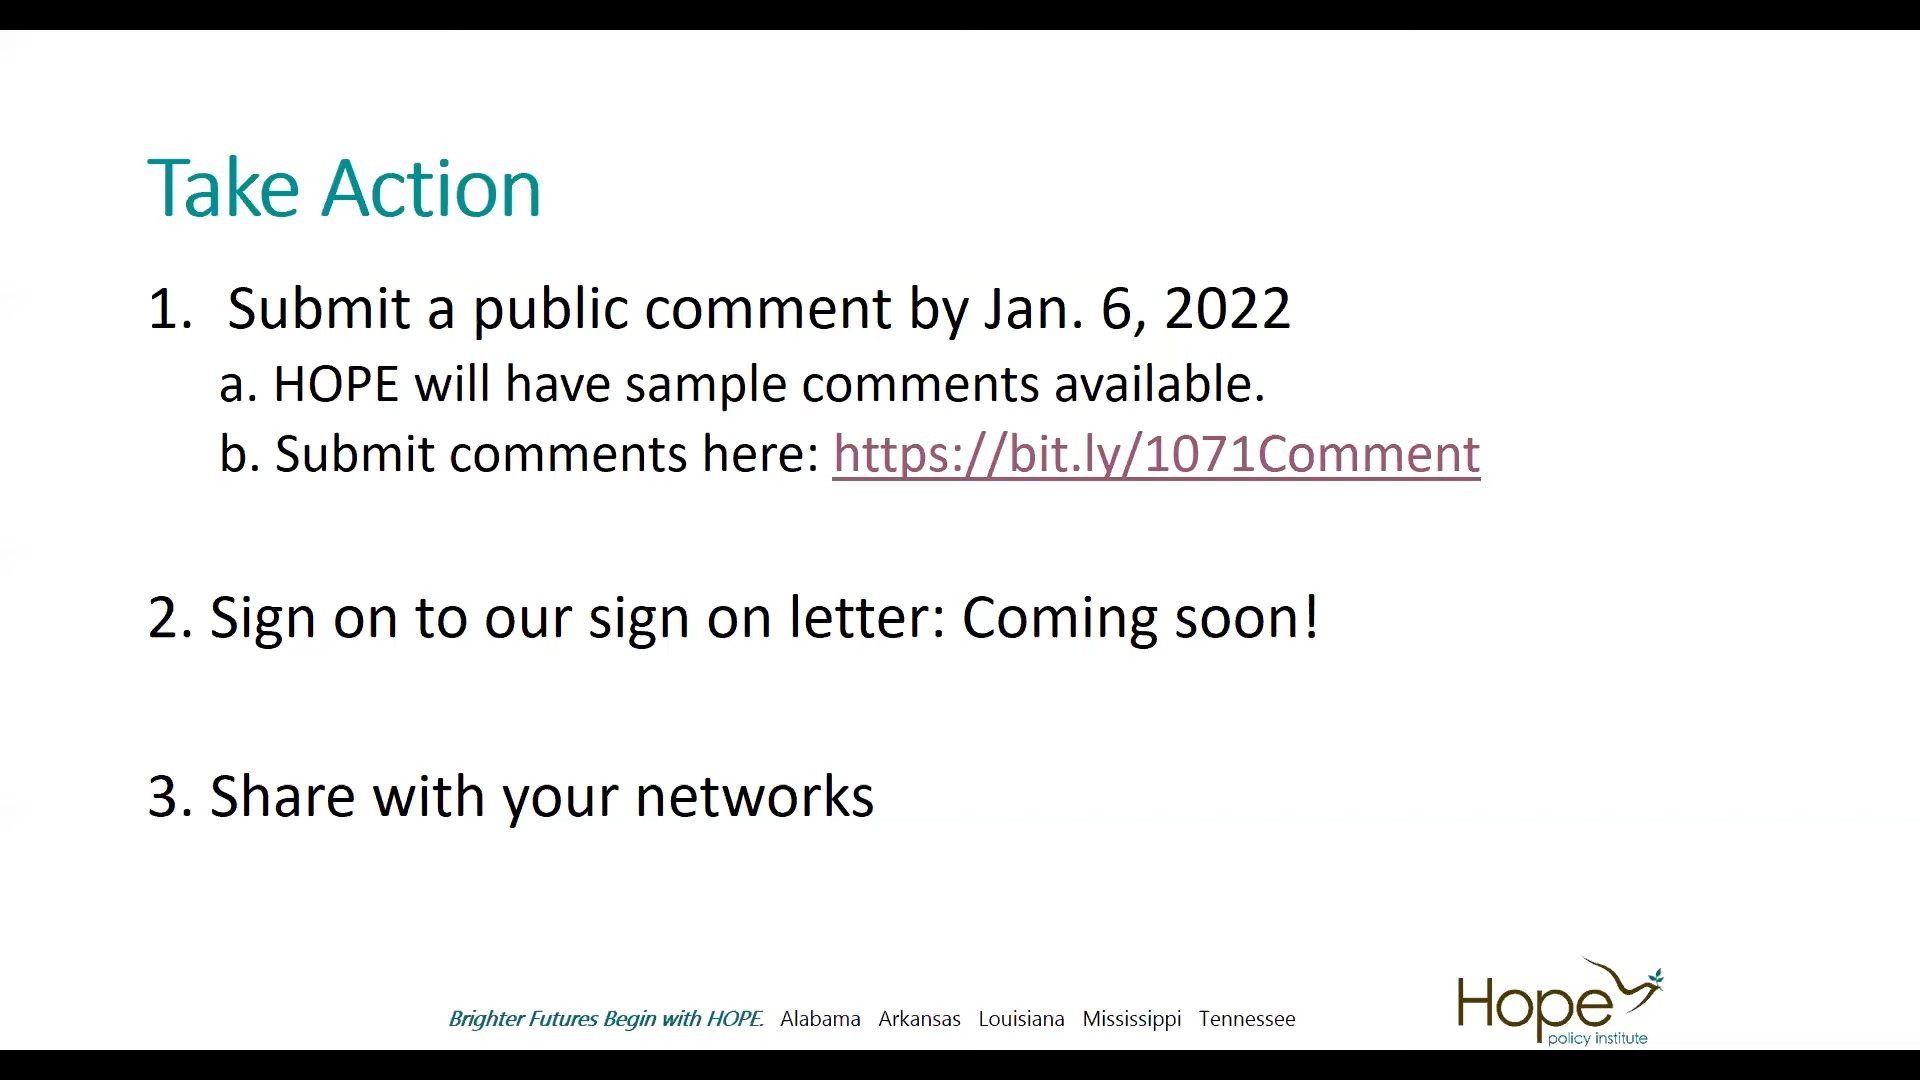 Take Action
1. Submit a public comment by Jan. 6, 2022
a. HOPE will have sample comments available.
b. Submit comments here: https://bit.ly/1071Comment
2. Sign on to our sign on letter: Coming soon!
3. Share with your networks
Brighter Futures Begin with HOPE. Alabama Arkansas Louisiana Mississippi Tennessee
Hope
policy institute